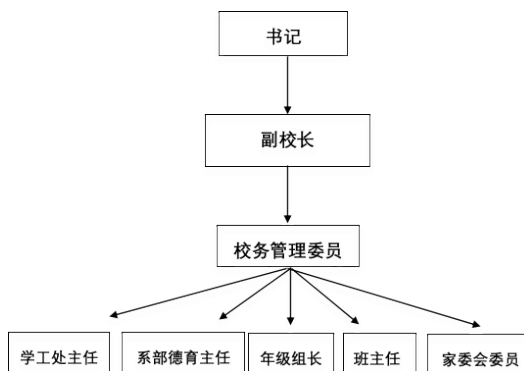 书记
副校长
校务管理委员
学工处主任
系部德育主任
年级组长
班主任
家委会委员